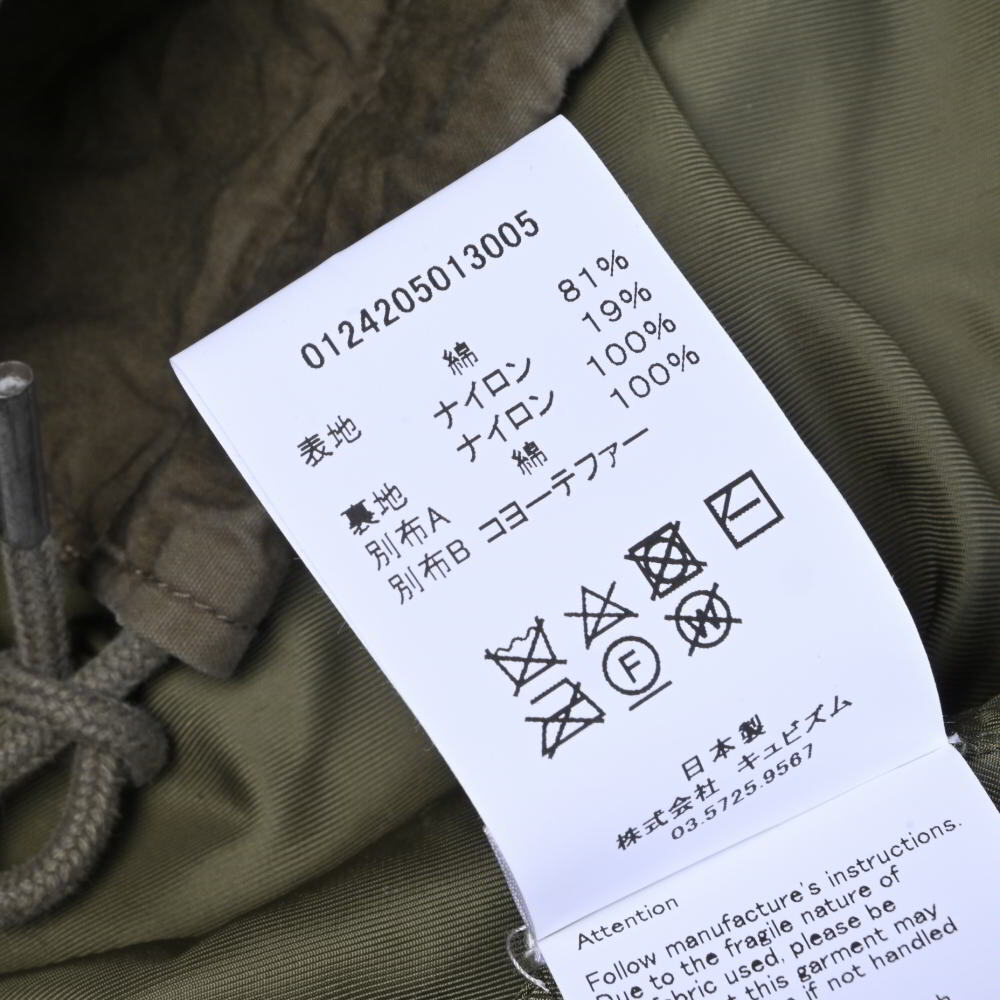 0124205013005
表地 綿 81%
ナイロン 19%
裏地 ナイロン 100%
別布A 綿 100%
別布B コヨーテファー
F
W
日本製
株式会社 キュビズム
03.5725.9567
Attention
Follow manufacture's instructions.
Due to the fragile nature of
fabric used, please be
this garment may
if not handled